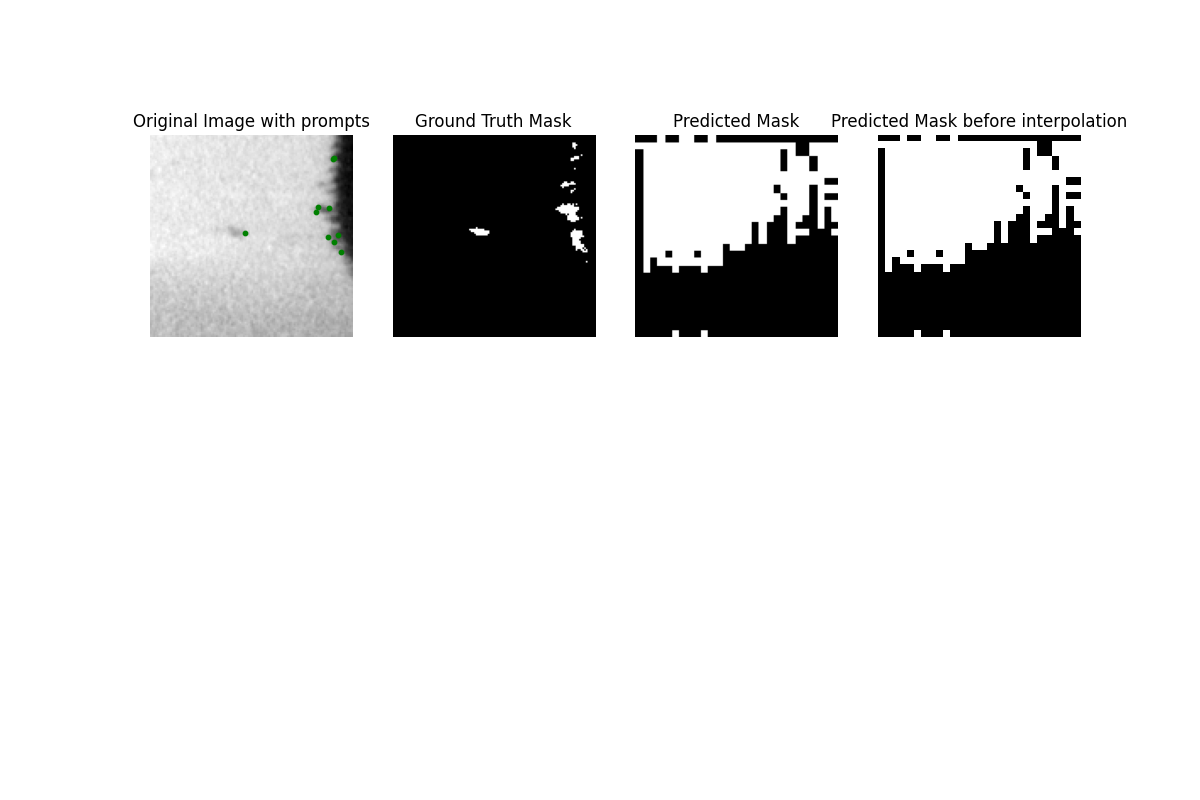 Original Image with prompts
Ground Truth Mask
Predicted Mask
Predicted Mask before interpolation